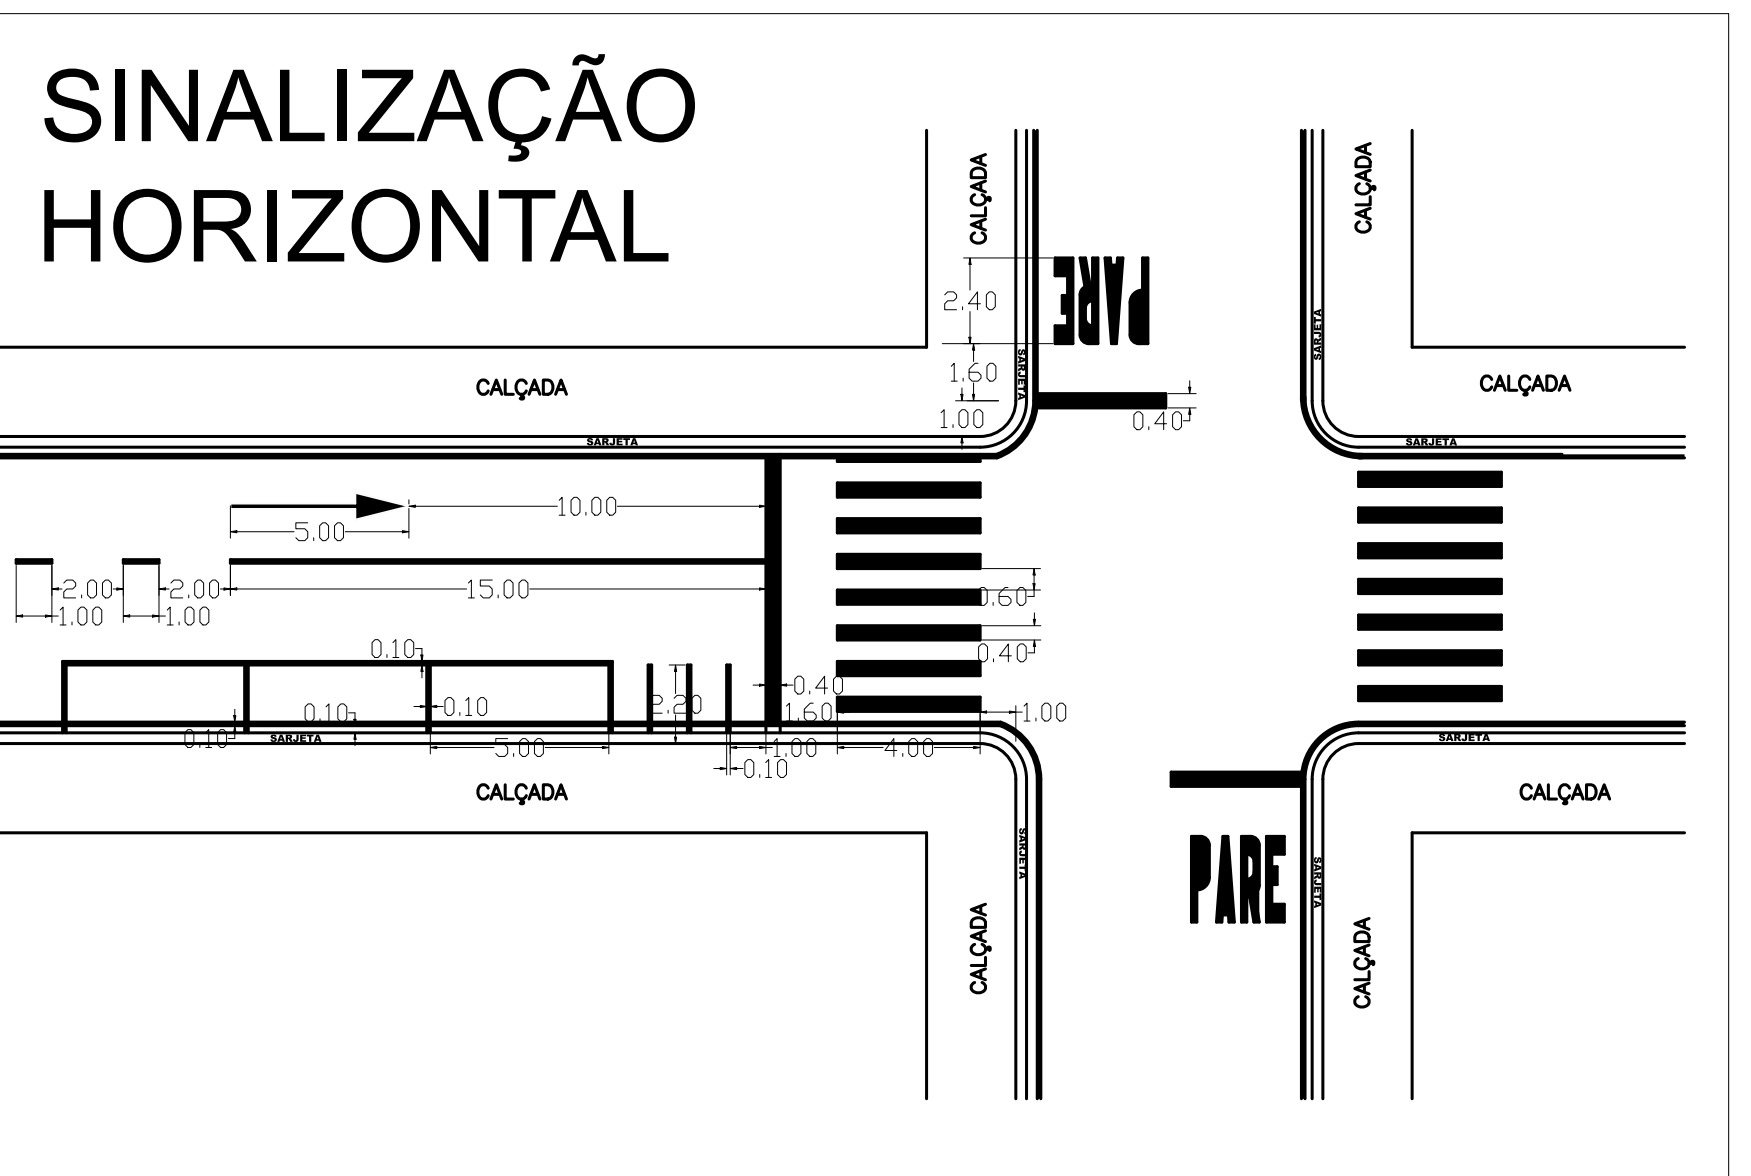 SINALIZAÇÃO
HORIZONTAL
CALÇADA
CALÇADA
PARE
2.40
SARJETA
SARJETA
1.60
CALÇADA
CALÇADA
1.00
0.40
SARJETA
SARJETA
10.00
5.00
2.00
2.00
15.00
0.60
1.00
1.00
0.10
0.40
0.40
2.20
0.10
0.10
1.60
1.00
0.10
SARJETA
SARJETA
5.00
1.00
4.00
0.10
CALÇADA
CALÇADA
SARJETA
PARE
SARJETA
CALÇADA
CALÇADA